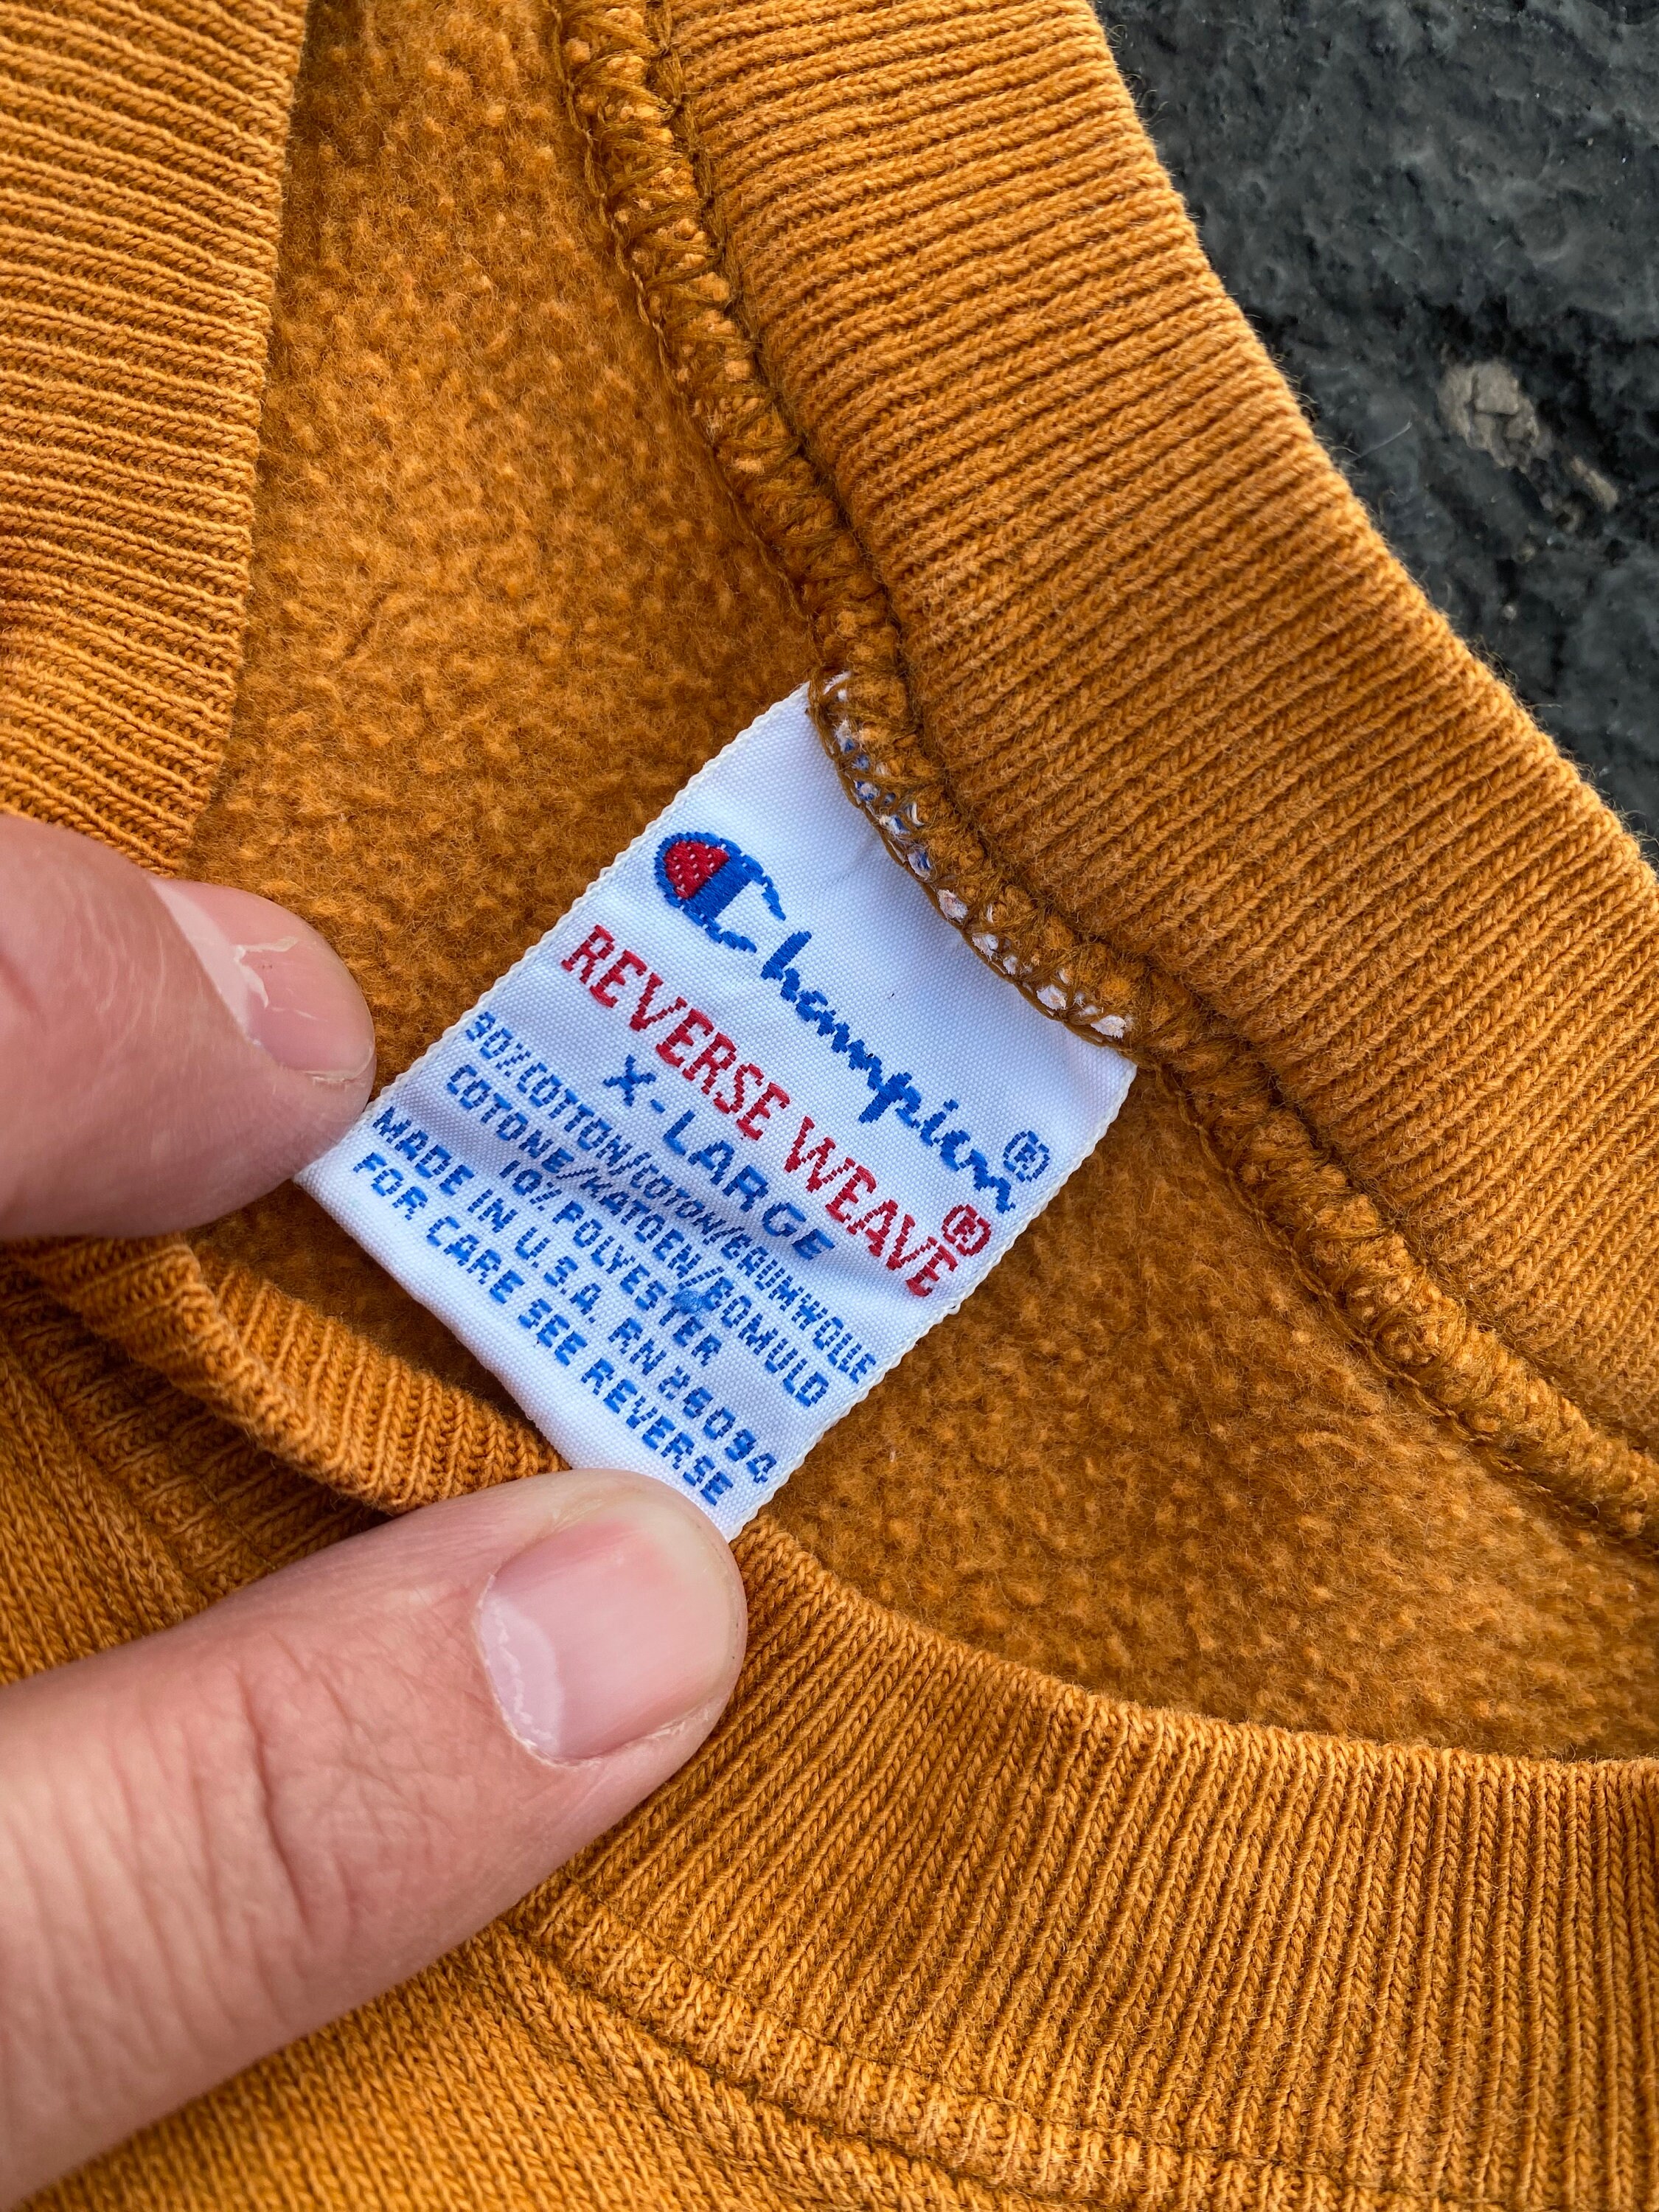 Champion®
REVERSE WEAVE®
X-LARGE
90% COTTON/COTON/BAUMWOLLE
COTONE/KATOEN/BOMULD
10% POLYESTER
MADE IN U.S.A. RN 26094
FOR CARE SEE REVERSE